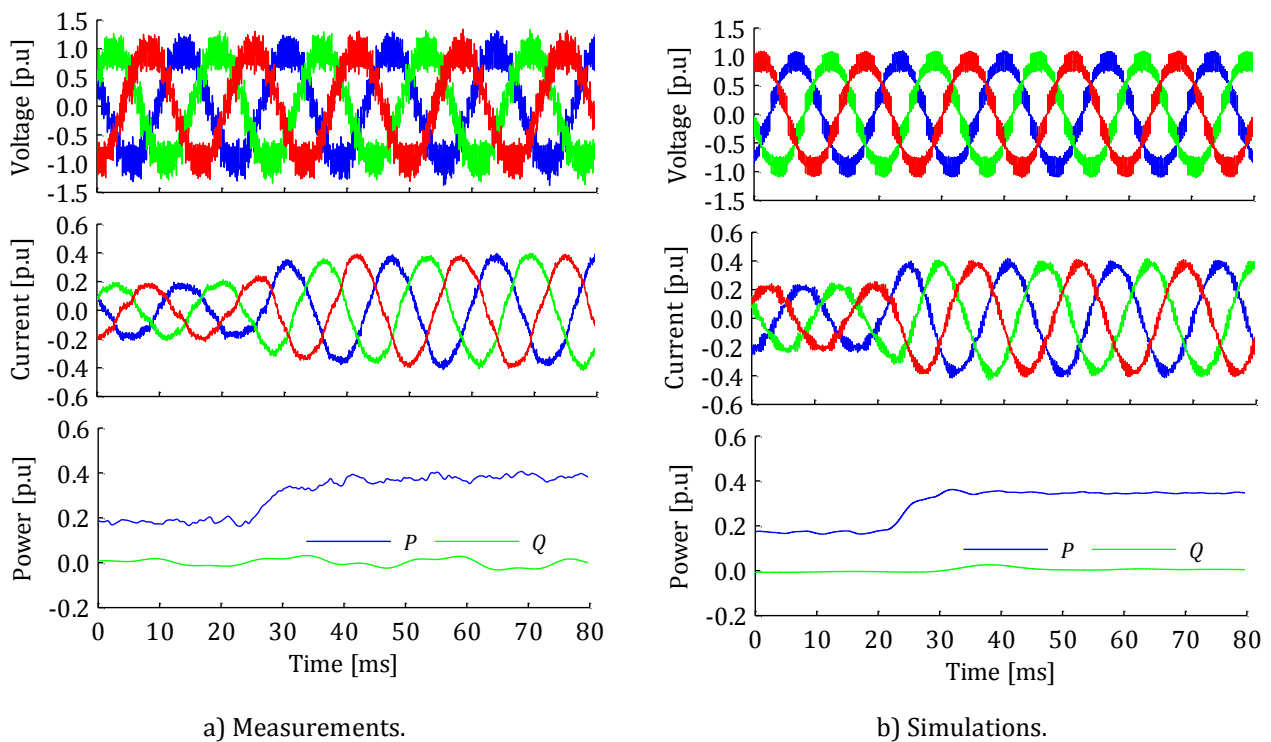 Voltage [p.u]
1.5
1.0
0.5
0.0
-0.5
-1.0
-1.5
Current [p.u]
0.6
0.4
0.2
0.0
-0.2
-0.4
-0.6
Power [p.u]
0.6
0.4
0.2
0.0
-0.2
P Q
0 10 20 30 40 50 60 70 80
Time [ms]
a) Measurements.
Voltage [p.u]
1.5
1.0
0.5
0.0
-0.5
-1.0
-1.5
Current [p.u]
0.6
0.4
0.2
0.0
-0.2
-0.4
-0.6
Power [p.u]
0.6
0.4
0.2
0.0
-0.2
P Q
0 10 20 30 40 50 60 70 80
Time [ms]
b) Simulations.